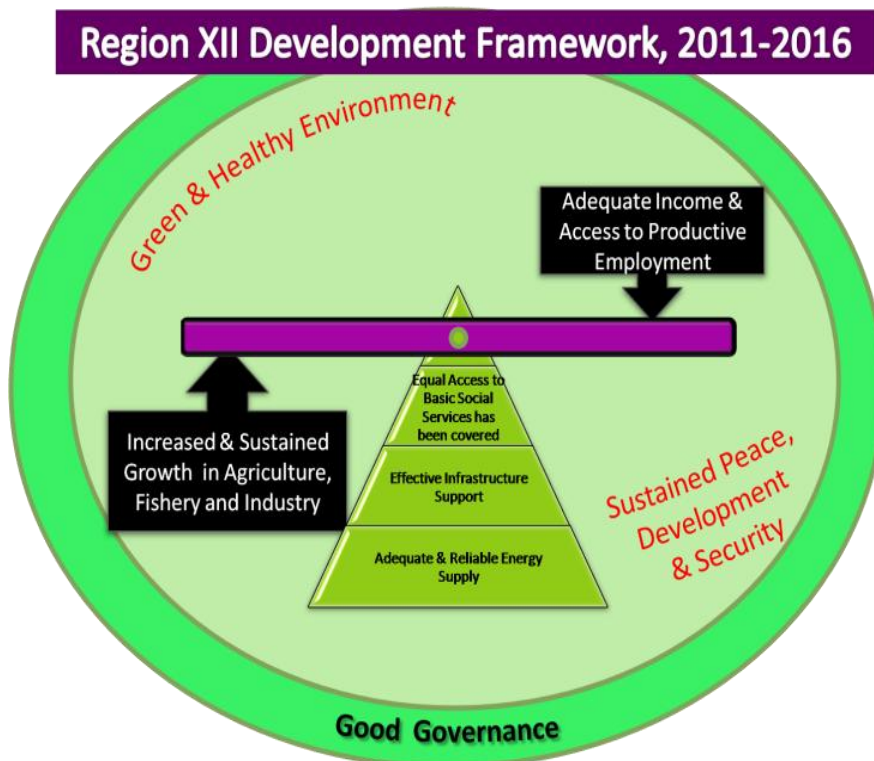 Region XII Development Framework, 2011-2016
Green & Healthy Environment
Adequate Income &
Access to Productive
Employment
Increased & Sustained
Growth in Agriculture,
Fishery and Industry
Equal Access to
Basic Social
Services has
been covered
Effective Infrastructure
Support
Adequate & Reliable Energy
Supply
Sustained Peace,
Development
& Security
Good Governance